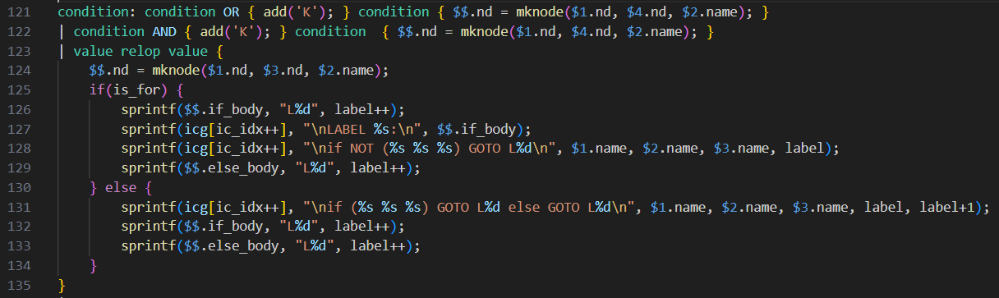 121 condition: condition OR { add('K'); } condition { $$.nd = mknode($1.nd, $4.nd, $2.name); }
122 | condition AND { add('K'); } condition  { $$.nd = mknode($1.nd, $4.nd, $2.name); }
123 | value relop value {
124     $$.nd = mknode($1.nd, $3.nd, $2.name);
125     if(is_for) {
126         sprintf($$.if_body, "L%d", label++);
127         sprintf(icg[ic_idx++], "\nLABEL %s:\n", $$.if_body);
128         sprintf(icg[ic_idx++], "\nif NOT (%s %s %s) GOTO L%d\n", $1.name, $2.name, $3.name, label);
129         sprintf($$.else_body, "L%d", label++);
130     } else {
131         sprintf(icg[ic_idx++], "\nif (%s %s %s) GOTO L%d else GOTO L%d\n", $1.name, $2.name, $3.name, label, label+1);
132         sprintf($$.if_body, "L%d", label++);
133         sprintf($$.else_body, "L%d", label++);
134     }
135 }